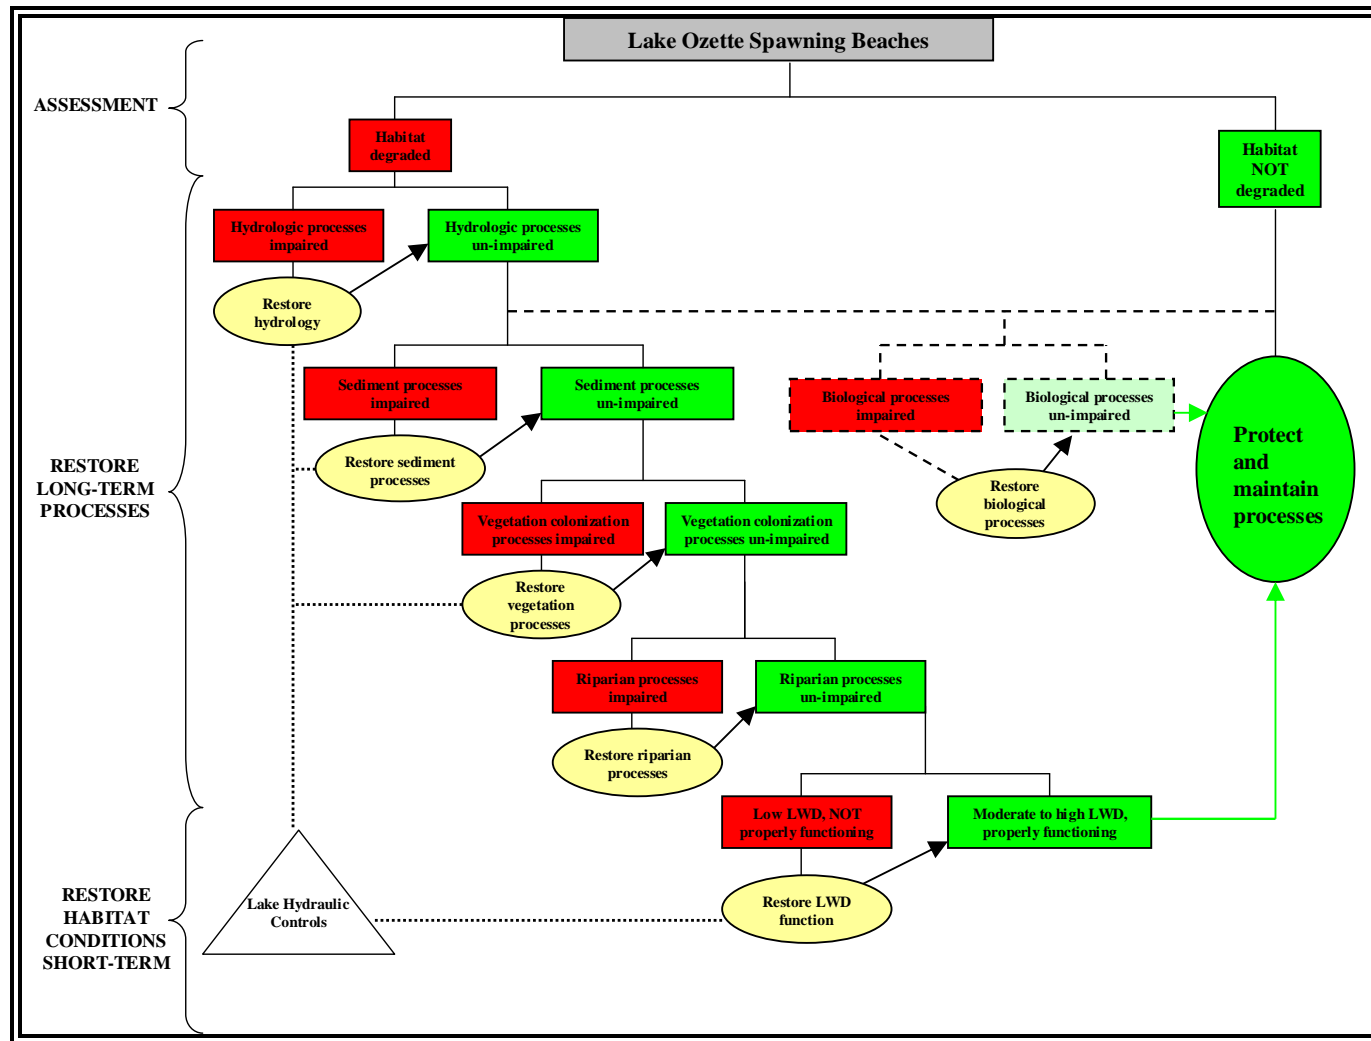 Lake Ozette Spawning Beaches
ASSESSMENT
Habitat
degraded
Habitat
NOT
degraded
Hydrologic processes
impaired
Hydrologic processes
un-impaired
Restore
hydrology
Sediment processes
impaired
Sediment processes
un-impaired
Biological processes
impaired
Biological processes
un-impaired
Protect
and
maintain
processes
Restore sediment
processes
Restore
biological
processes
RESTORE
LONG-TERM
PROCESSES
Vegetation colonization
processes impaired
Vegetation colonization
processes un-impaired
Restore
vegetation
processes
Riparian processes
impaired
Riparian processes
un-impaired
Restore riparian
processes
Low LWD, NOT
properly functioning
Moderate to high LWD,
properly functioning
RESTORE
HABITAT
CONDITIONS
SHORT-TERM
Lake Hydraulic
Controls
Restore LWD
function